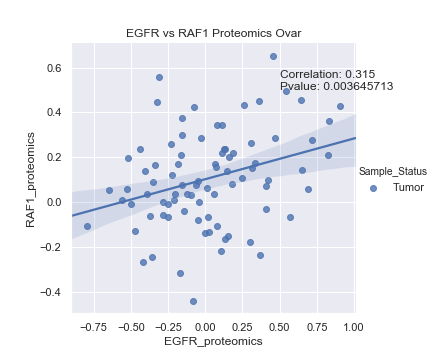 EGFR vs RAF1 Proteomics Ovar
Correlation: 0.315
Pvalue: 0.003645713
RAF1_proteomics
0.6
0.4
0.2
0.0
−0.2
−0.4
Sample_Status
Tumor
−0.75 −0.50 −0.25 0.00 0.25 0.50 0.75 1.00
EGFR_proteomics